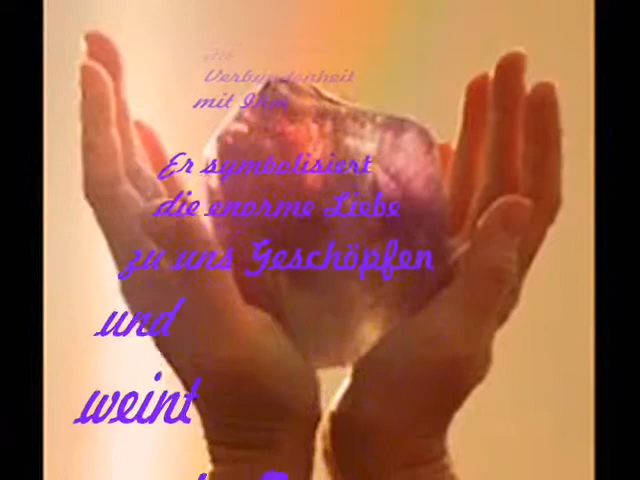 Verbundenheit
mit Ihm
Er symbolisiert
die enorme Liebe
zu uns Geschöpfen
und
weint